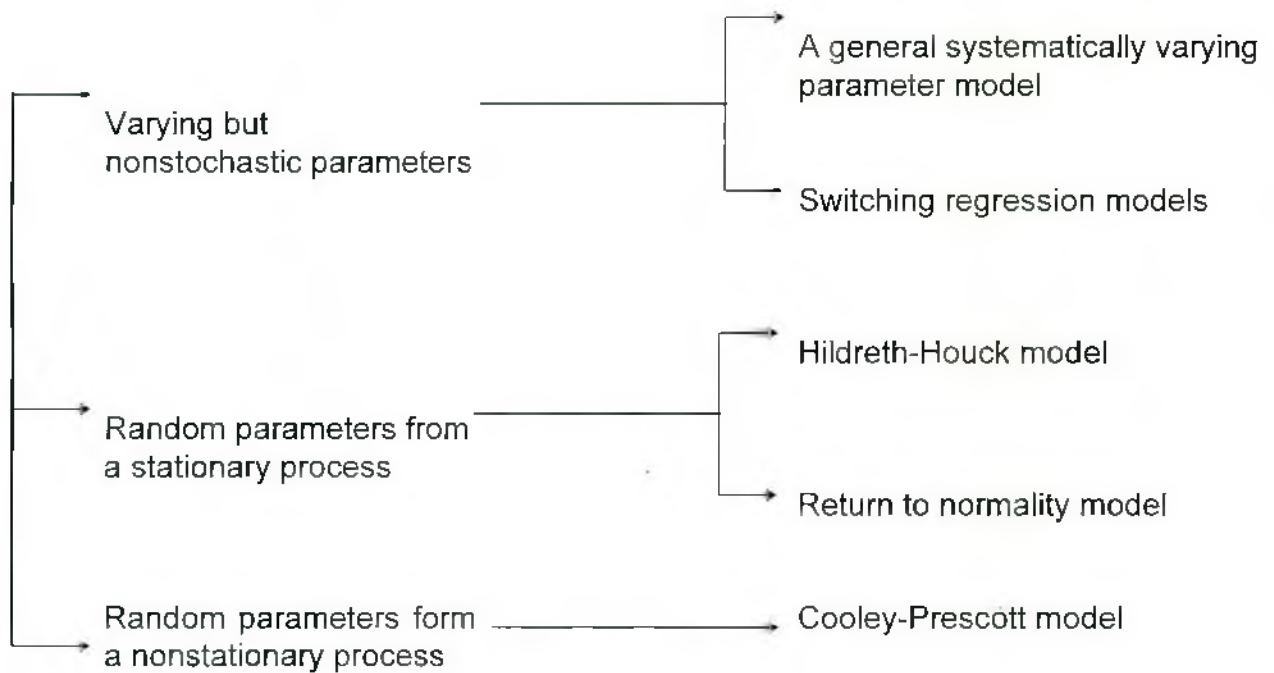 A general systematically varying
parameter model
Varying but
nonstochastic parameters
Switching regression models
Hildreth-Houck model
Random parameters from
a stationary process
Return to normality model
Random parameters form
a nonstationary process
Cooley-Prescott model